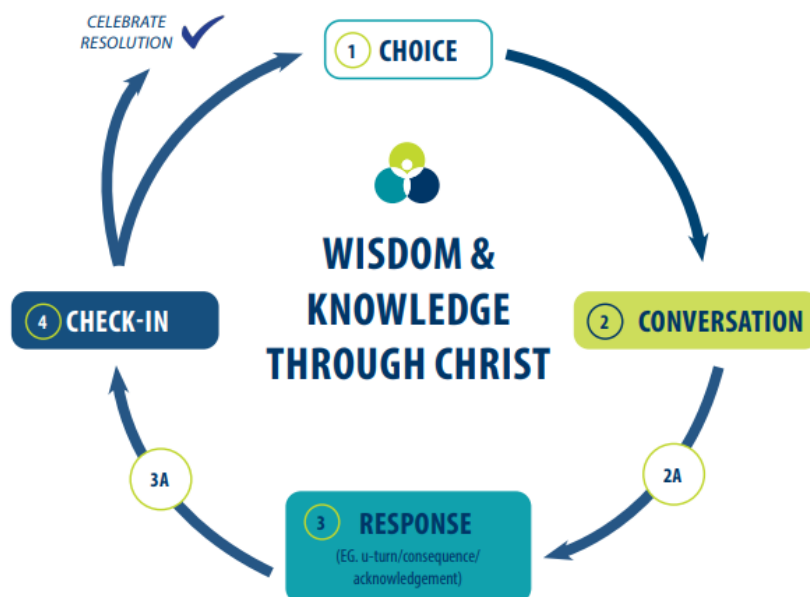 CELEBRATE
RESOLUTION
1 CHOICE
WISDOM &
KNOWLEDGE
THROUGH CHRIST
4 CHECK-IN
2 CONVERSATION
3A
2A
3 RESPONSE
(EG. u-turn/consequence/
acknowledgement)